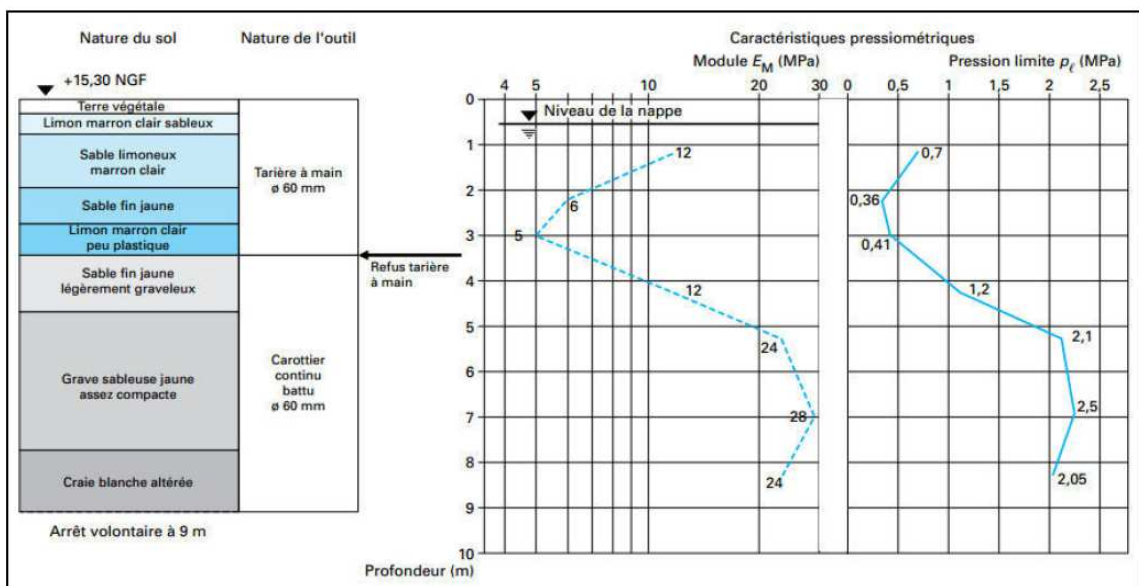 Nature du sol
Nature de l'outil
Caractéristiques pressiométriques
Module E_M (MPa)
Pression limite p_ℓ (MPa)
+15,30 NGF
4 5 10 20 30
0 0,5 1 1,5 2 2,5
Terre végétale
Limon marron clair sableux
Sable limoneux
marron clair
Sable fin jaune
Limon marron clair
peu plastique
Sable fin jaune
légèrement graveleux
Grave sableuse jaune
assez compacte
Craie blanche altérée
Arrêt volontaire à 9 m
Tarière à main
ø 60 mm
Refus tarière
à main
Carottier
continu
battu
ø 60 mm
0
1
2
3
4
5
6
7
8
9
10
Profondeur (m)
Niveau de la nappe
12
6
5
12
24
28
24
0,7
0,36
0,41
1,2
2,1
2,5
2,05